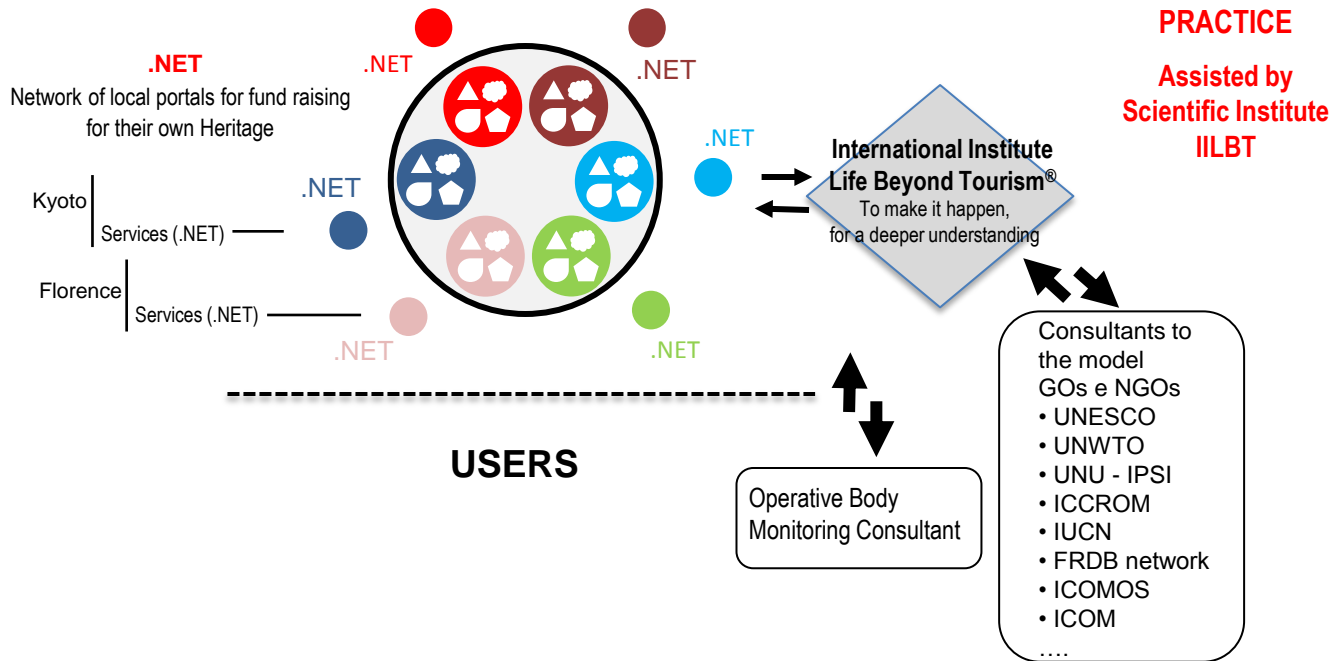 .NET
Network of local portals for fund raising
for their own Heritage
Kyoto
Services (.NET)
Florence
Services (.NET)
.NET
.NET
.NET
.NET
.NET
.NET
International Institute
Life Beyond Tourism®
To make it happen,
for a deeper understanding
PRACTICE
Assisted by
Scientific Institute
IILBT
USERS
Operative Body
Monitoring Consultant
Consultants to
the model
GOs e NGOs
• UNESCO
• UNWTO
• UNU - IPSI
• ICCROM
• IUCN
• FRDB network
• ICOMOS
• ICOM
....